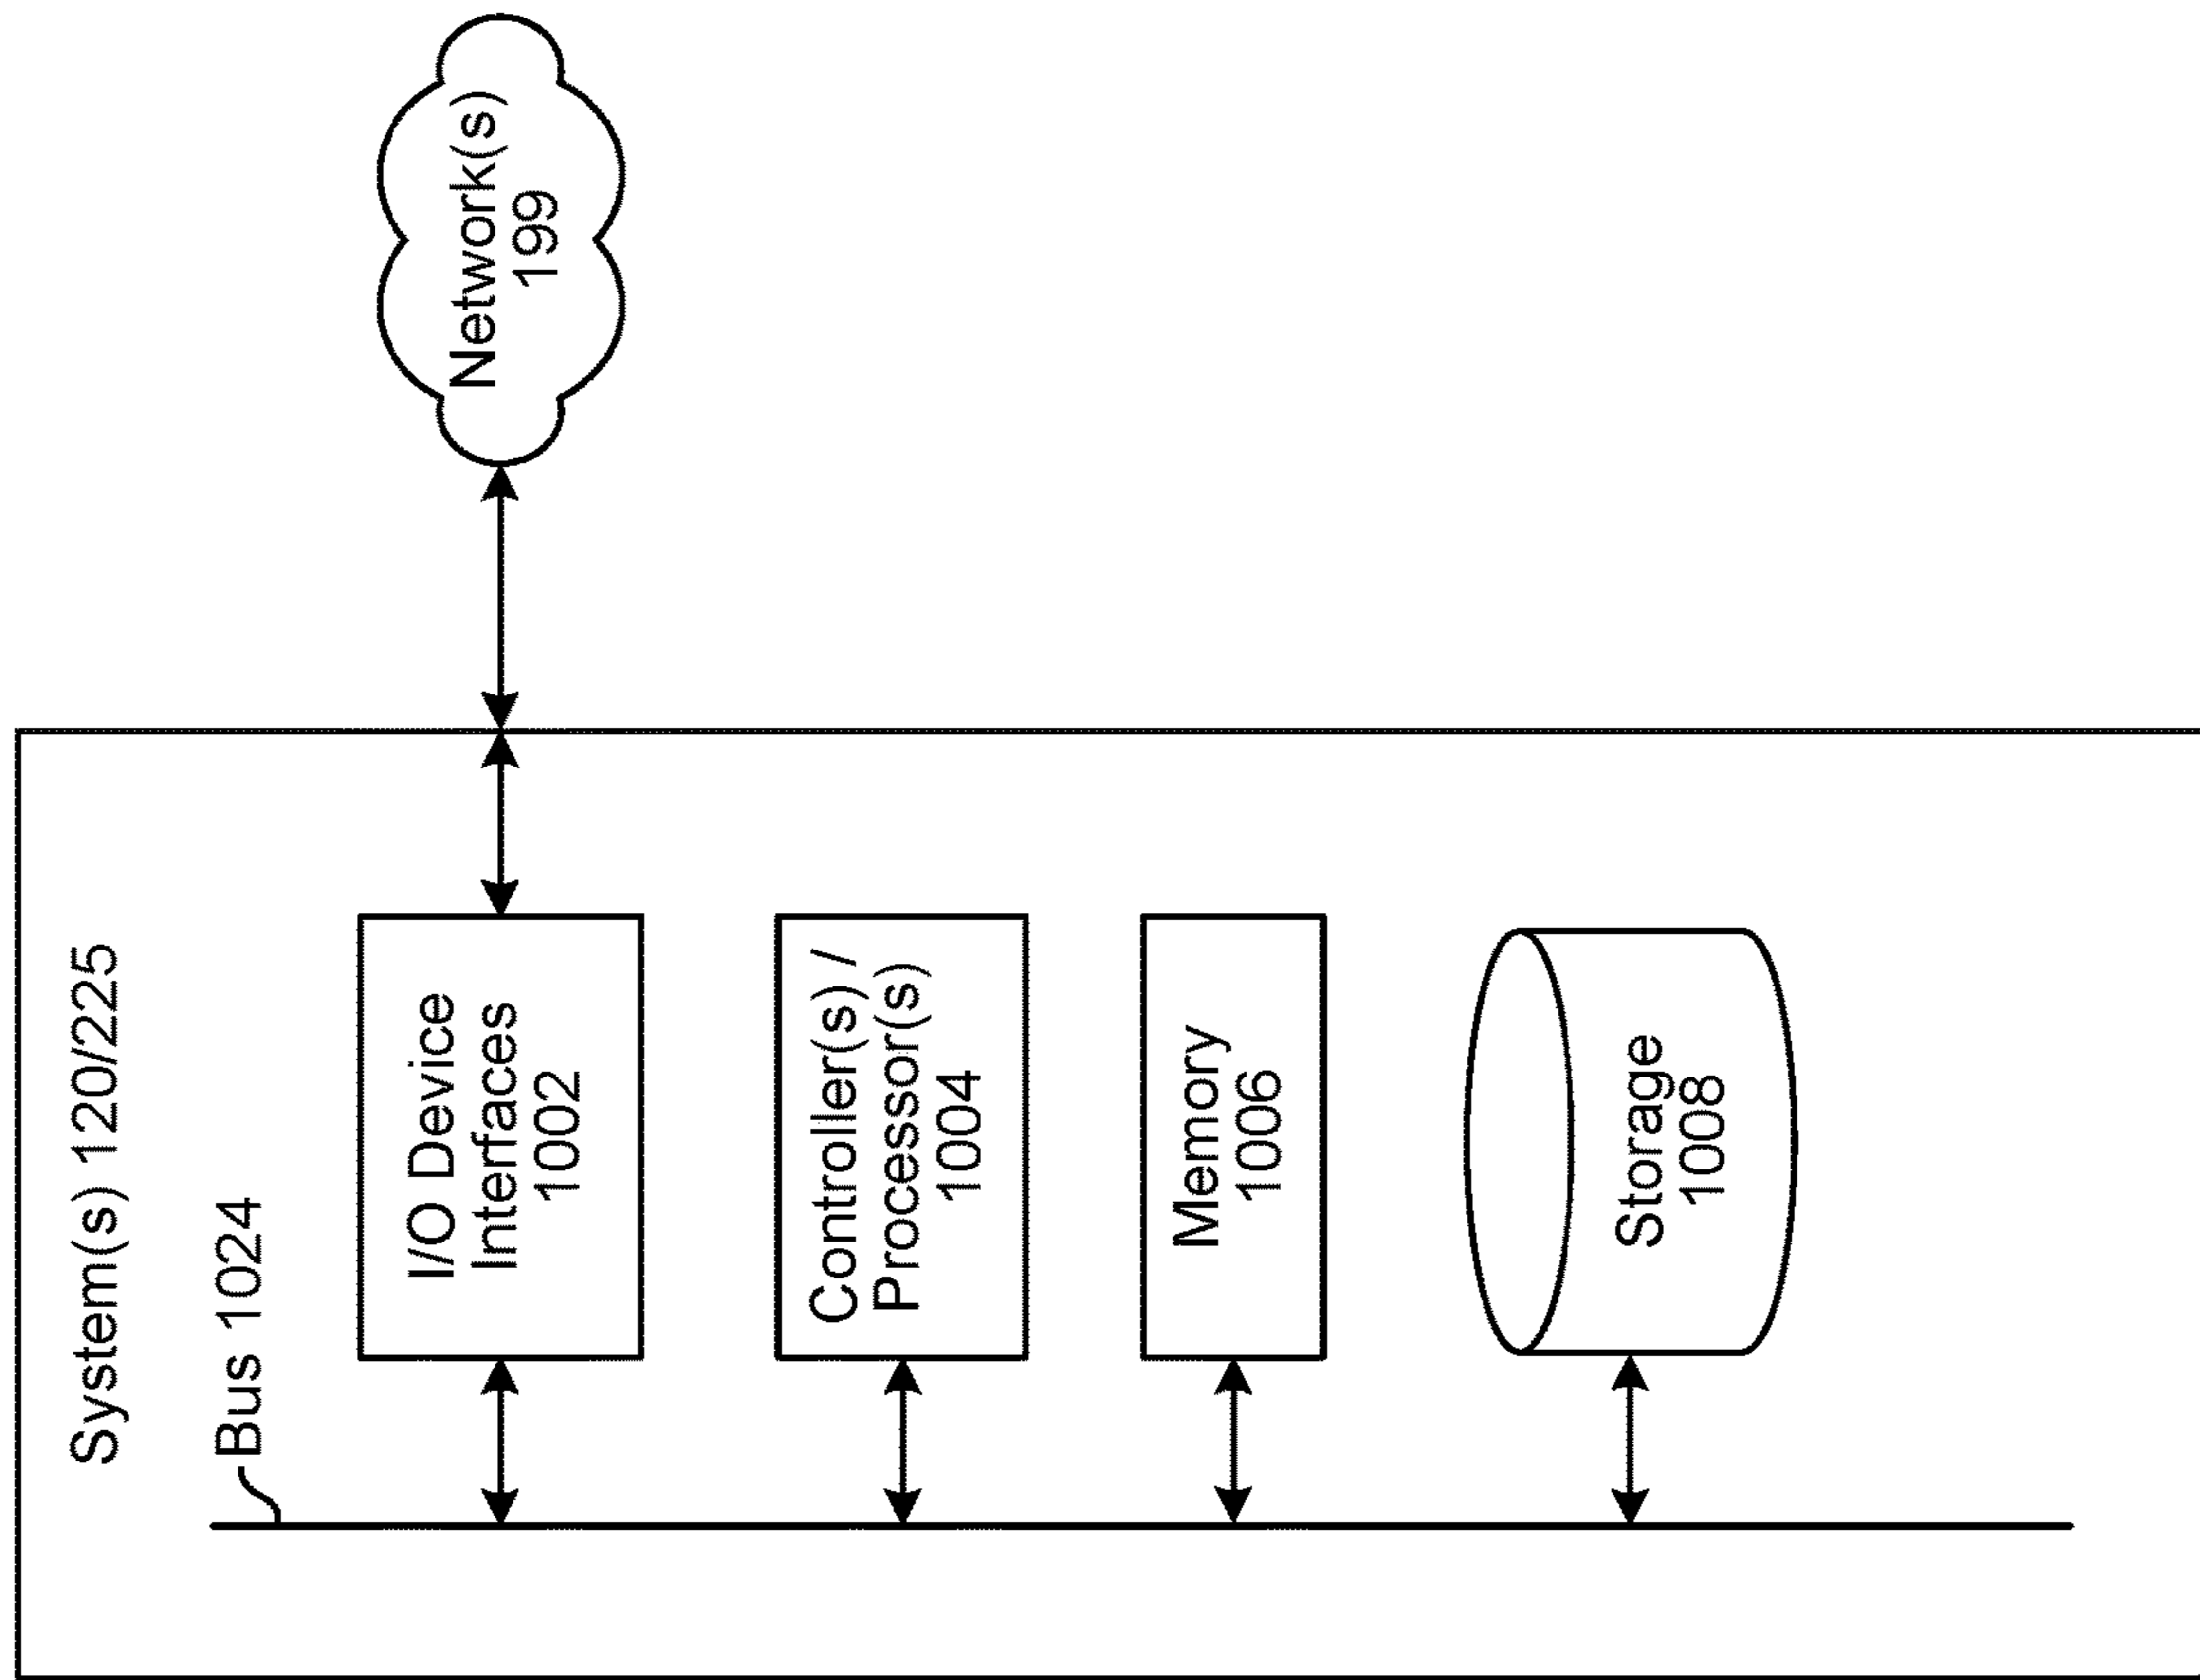 System(s) 120/225
Bus 1024
I/O Device
Interfaces
1002
Controller(s) /
Processor(s)
1004
Memory
1006
Storage
1008
Network(s)
199